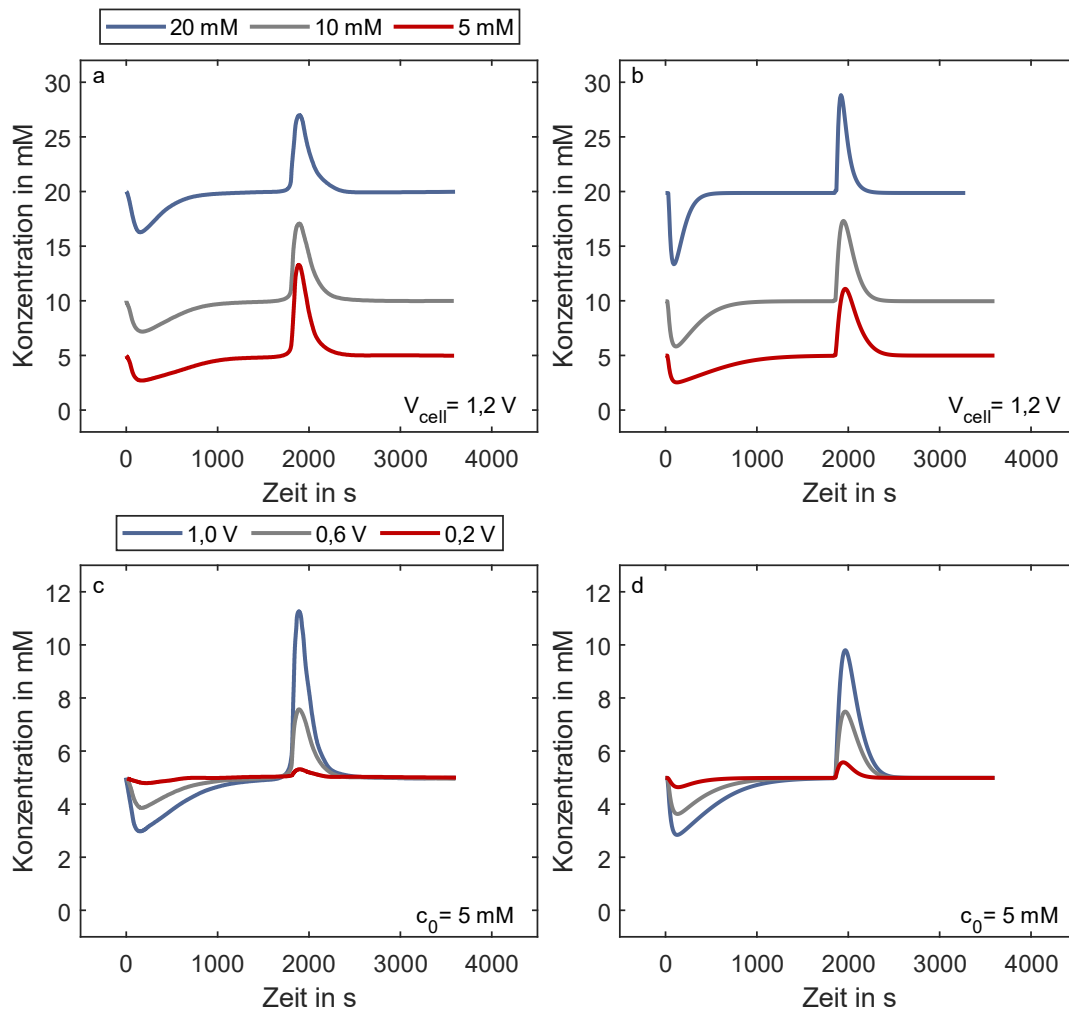 20 mM 10 mM 5 mM
a
30
25
20
15
10
5
0
Konzentration in mM
V_cell= 1,2 V
0 1000 2000 3000 4000
Zeit in s
b
30
25
20
15
10
5
0
Konzentration in mM
V_cell= 1,2 V
0 1000 2000 3000 4000
Zeit in s
1,0 V 0,6 V 0,2 V
c
12
10
8
6
4
2
0
Konzentration in mM
c_0= 5 mM
0 1000 2000 3000 4000
Zeit in s
d
12
10
8
6
4
2
0
Konzentration in mM
c_0= 5 mM
0 1000 2000 3000 4000
Zeit in s